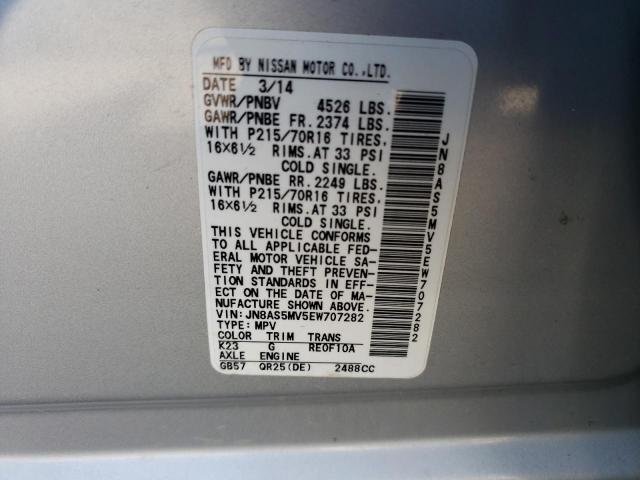 MFD BY NISSAN MOTOR CO.,LTD.
DATE 3/14
GVWR/PNBV 4526 LBS.
GAWR/PNBE FR. 2374 LBS.
WITH P215/70R16 TIRES,
16X6½ RIMS. AT 33 PSI
COLD SINGLE.
GAWR/PNBE RR. 2249 LBS.
WITH P215/70R16 TIRES,
16X6½ RIMS. AT 33 PSI
COLD SINGLE.
THIS VEHICLE CONFORMS
TO ALL APPLICABLE FED-
ERAL MOTOR VEHICLE SA-
FETY AND THEFT PREVEN-
TION STANDARDS IN EFF-
ECT ON THE DATE OF MA-
NUFACTURE SHOWN ABOVE.
VIN: JN8AS5MV5EW707282
TYPE: MPV
COLOR TRIM TRANS
K23 G RE0F10A
AXLE ENGINE
GB57 QR25(DE) 2488CC
JN8AS5MV5EW707282